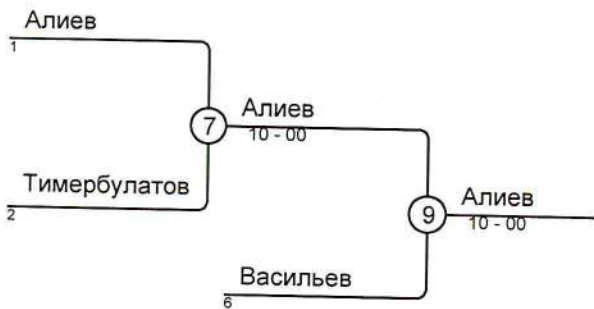 Алиев
1
7
Алиев
10 - 00
Тимербулатов
2
9
Алиев
10 - 00
Васильев
6